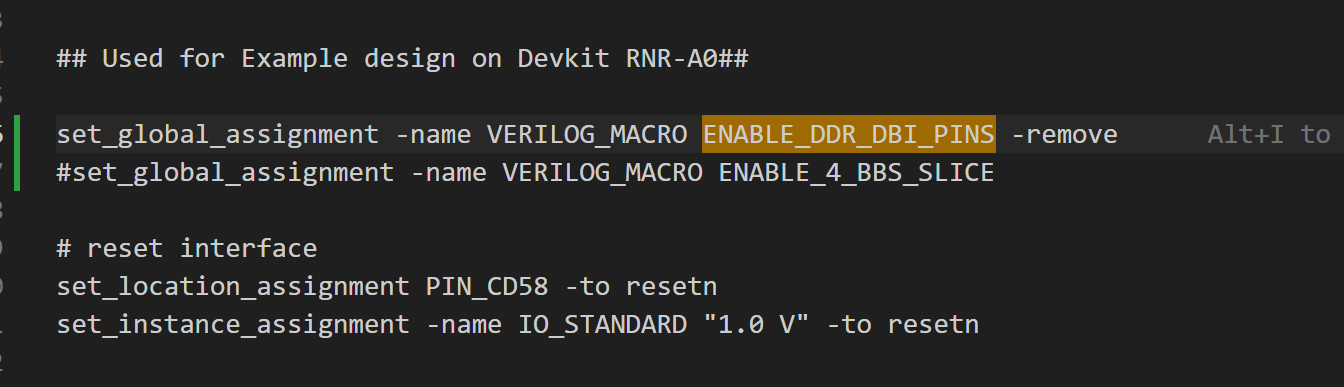 ## Used for Example design on Devkit RNR-A0##
set_global_assignment -name VERILOG_MACRO ENABLE_DDR_DBI_PINS -remove Alt+I to
#set_global_assignment -name VERILOG_MACRO ENABLE_4_BBS_SLICE
# reset interface
set_location_assignment PIN_CD58 -to resetn
set_instance_assignment -name IO_STANDARD "1.0 V" -to resetn